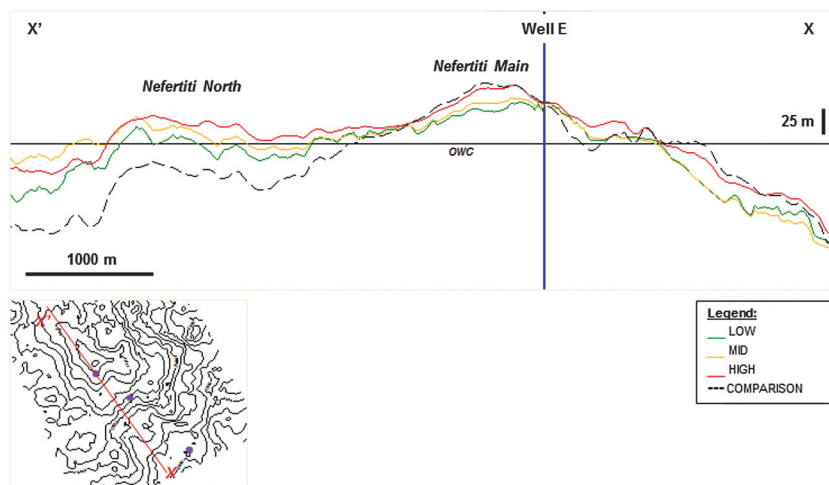 X' Well E X
Nefertiti North
Nefertiti Main
25 m
OWC
1000 m
X'
X
Legend:
LOW
MID
HIGH
COMPARISON